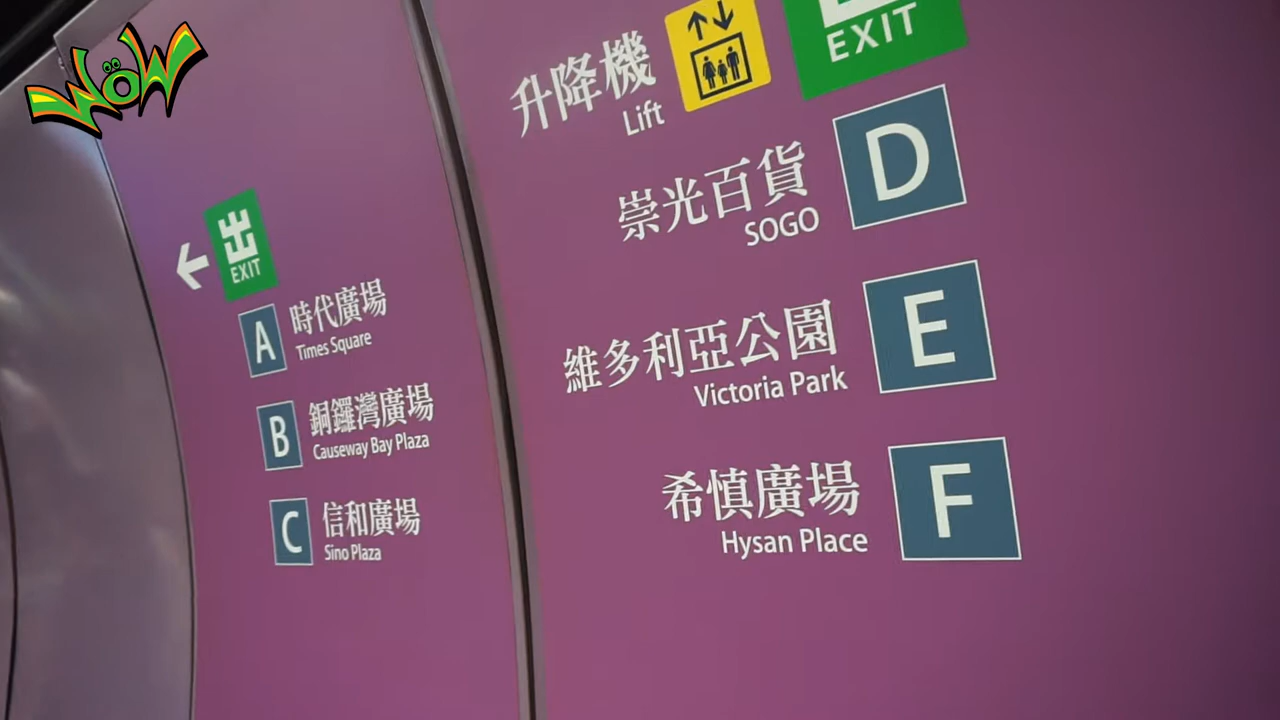 WOW
出
EXIT
A
時代廣場
Times Square
B
銅鑼灣廣場
Causeway Bay Plaza
C
信和廣場
Sino Plaza
升降機
Lift
EXIT
崇光百貨
SOGO
D
維多利亞公園
Victoria Park
E
希慎廣場
Hysan Place
F